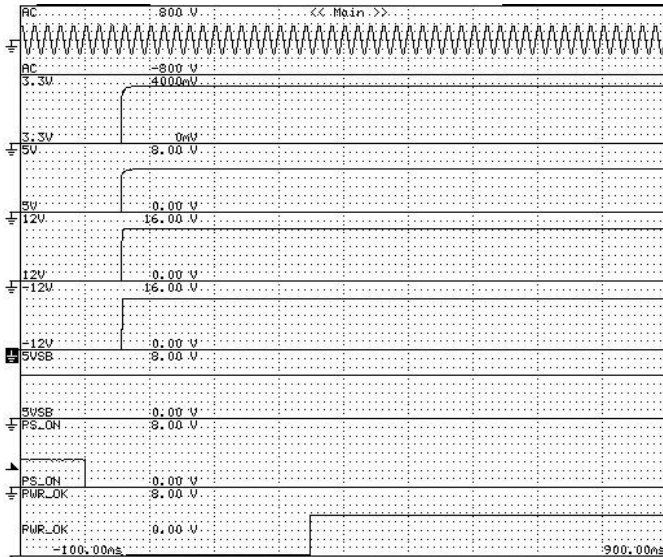 AC 800 V << Main >>
AC -800 V
3.3V 4000mV
3.3V 0mV
5V 8.00 V
5V 0.00 V
12V 16.00 V
12V 0.00 V
-12V 16.00 V
-12V 0.00 V
5VSB 8.00 V
5VSB 0.00 V
PS_ON 8.00 V
PS_ON 0.00 V
PWR_OK 8.00 V
PWR_OK 0.00 V
-100.00ms 900.00ms